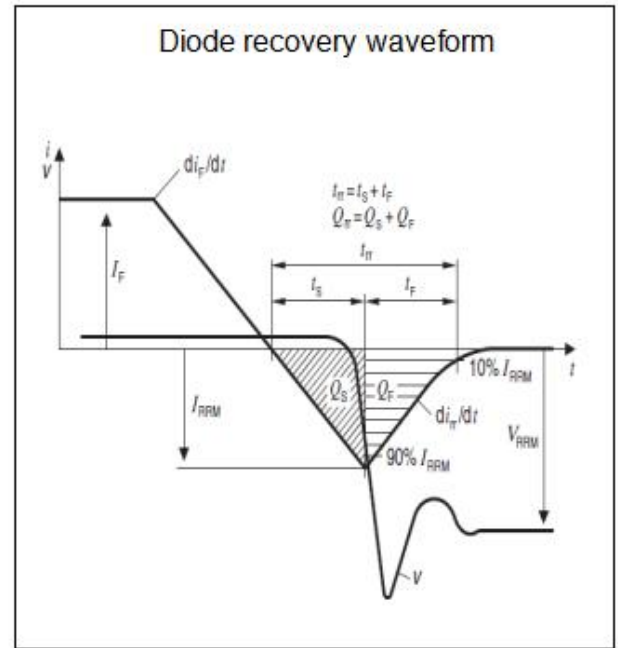 Diode recovery waveform
i
v
diF/dt
trr=tS+tF
Qrr=QS+QF
trr
tS
tF
IF
QS
QF
10% IRRM
t
IRRM
dirr/dt
VRRM
90% IRRM
v